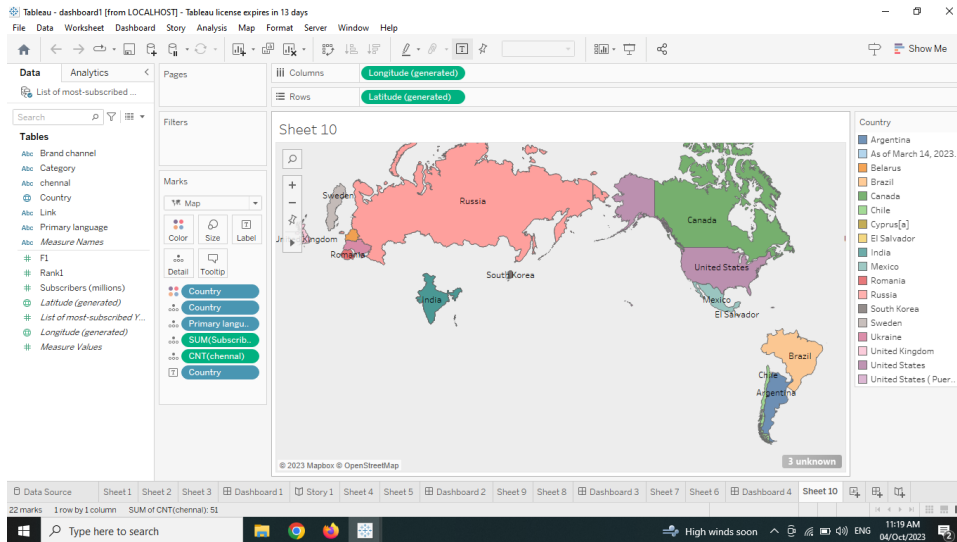 Tableau - dashboard1 [from LOCALHOST] - Tableau license expires in 13 days
File Data Worksheet Dashboard Story Analysis Map Format Server Window Help
Show Me
Data Analytics
List of most-subscribed ...
Search
Tables
Abc Brand channel
Abc Category
Abc chennal
Country
Abc Link
Abc Primary language
Abc Measure Names
# F1
# Rank1
# Subscribers (millions)
Latitude (generated)
# List of most-subscribed Y...
Longitude (generated)
# Measure Values
Pages
Filters
Marks
Map
Color Size Label
Detail Tooltip
Country
Country
Primary langu..
SUM(Subscrib..
CNT(chennal)
Country
Columns Longitude (generated)
Rows Latitude (generated)
Sheet 10
Sweden
Russia
Canada
Kingdom
Romania
South Korea
United States
India
Mexico
El Salvador
Brazil
Chile
Argentina
© 2023 Mapbox © OpenStreetMap
3 unknown
Country
Argentina
As of March 14, 2023.
Belarus
Brazil
Canada
Chile
Cyprus[a]
El Salvador
India
Mexico
Romania
Russia
South Korea
Sweden
Ukraine
United Kingdom
United States
United States ( Puer..
Data Source Sheet 1 Sheet 2 Sheet 3 Dashboard 1 Story 1 Sheet 4 Sheet 5 Dashboard 2 Sheet 9 Sheet 8 Dashboard 3 Sheet 7 Sheet 6 Dashboard 4 Sheet 10
22 marks 1 row by 1 column SUM of CNT(chennal): 51
Type here to search
High winds soon
ENG
11:19 AM
04/Oct/2023
2